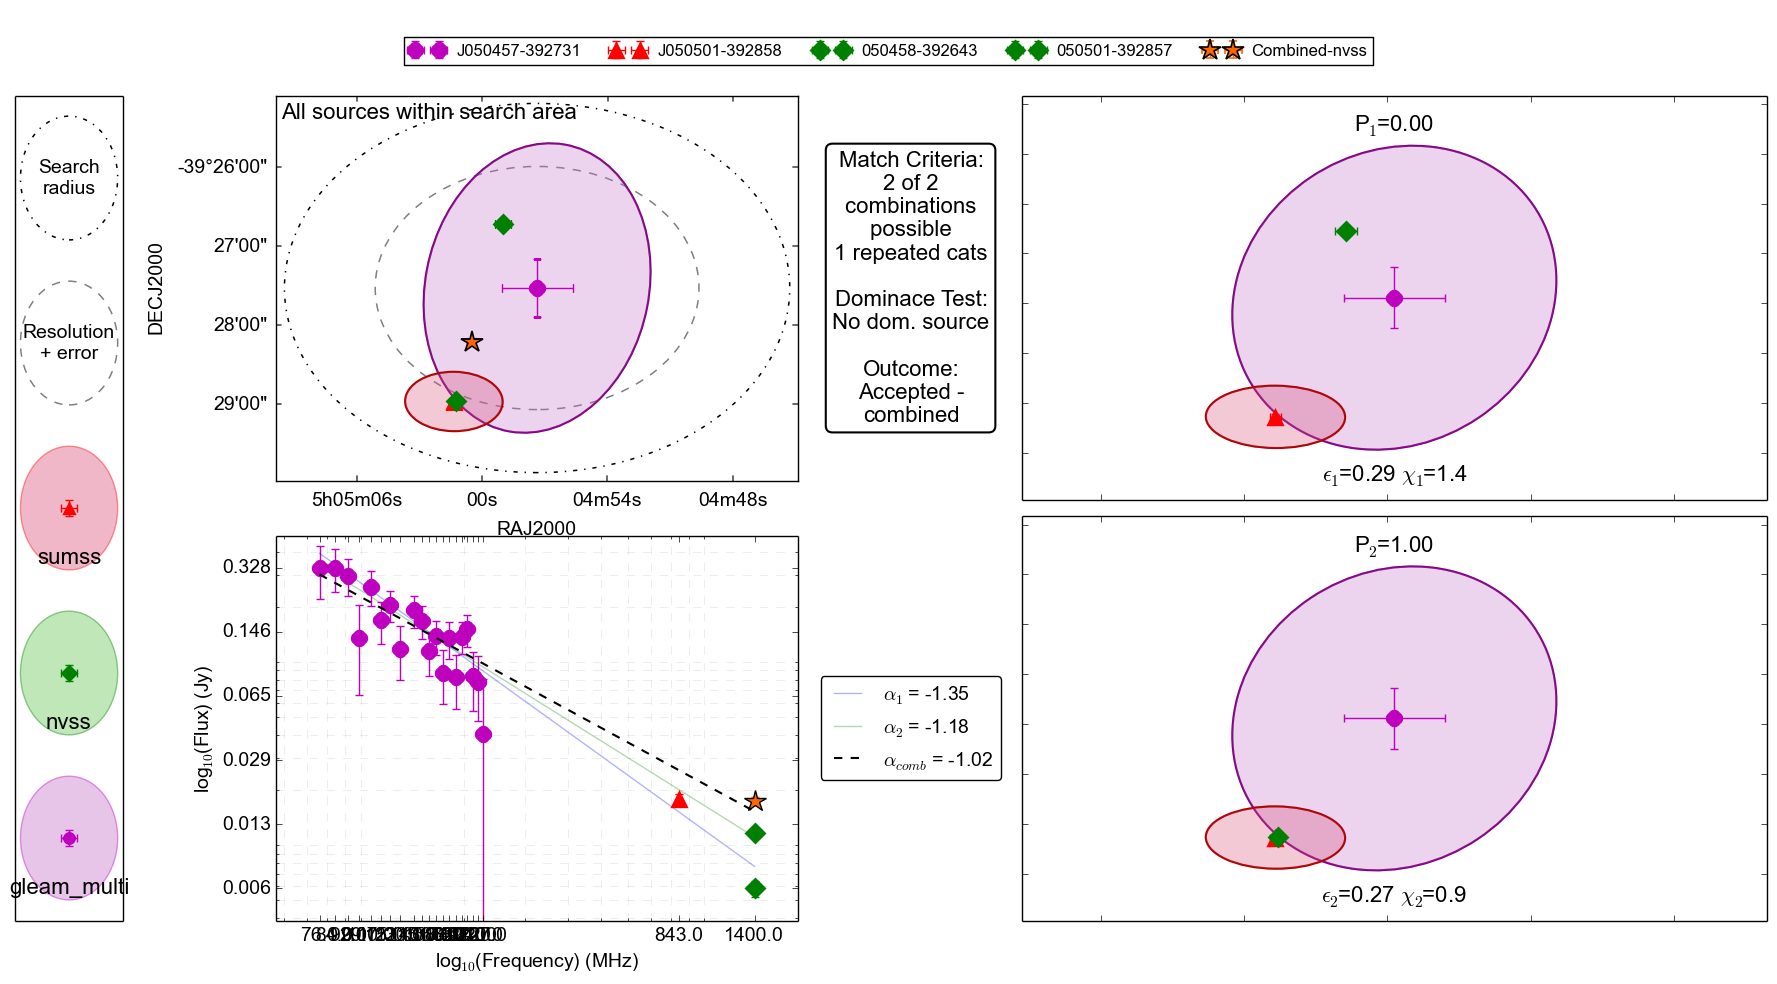 J050457-392731 J050501-392858 050458-392643 050501-392857 Combined-nvss
Search
radius
Resolution
+ error
sumss
nvss
gleam_multi
All sources within search area
DECJ2000
-39°26'00"
27'00"
28'00"
29'00"
5h05m06s 00s 04m54s 04m48s
RAJ2000
Match Criteria:
2 of 2
combinations
possible
1 repeated cats
Dominace Test:
No dom. source
Outcome:
Accepted -
combined
P1=0.00
ϵ1=0.29 χ1=1.4
P2=1.00
ϵ2=0.27 χ2=0.9
log10(Flux) (Jy)
0.328
0.146
0.065
0.029
0.013
0.006
843.0 1400.0
log10(Frequency) (MHz)
α1 = -1.35
α2 = -1.18
αcomb = -1.02